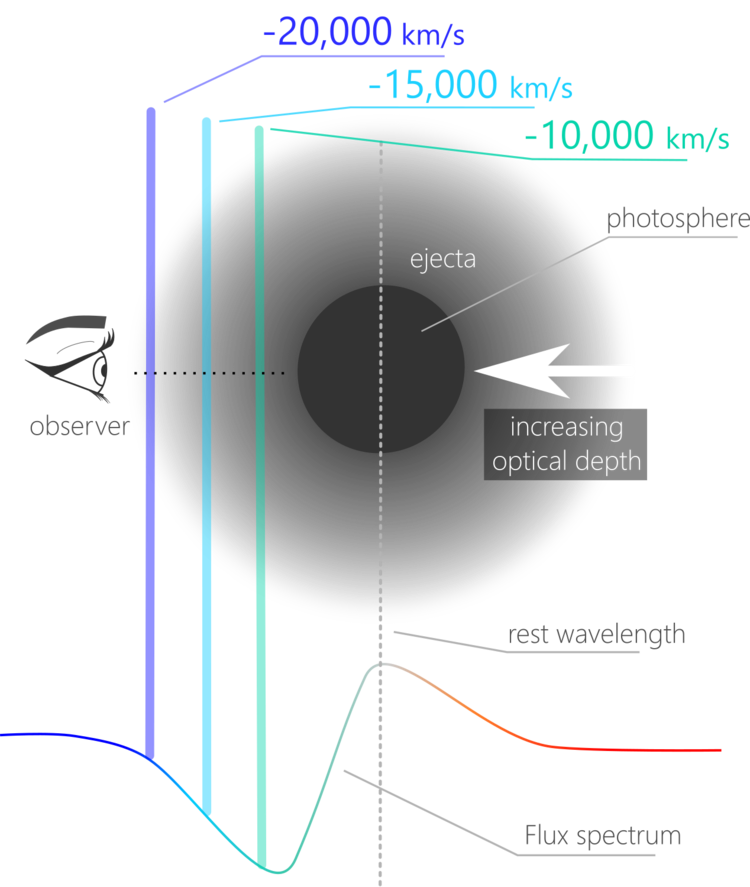 -20,000 km/s
-15,000 km/s
-10,000 km/s
photosphere
ejecta
observer
increasing
optical depth
rest wavelength
Flux spectrum